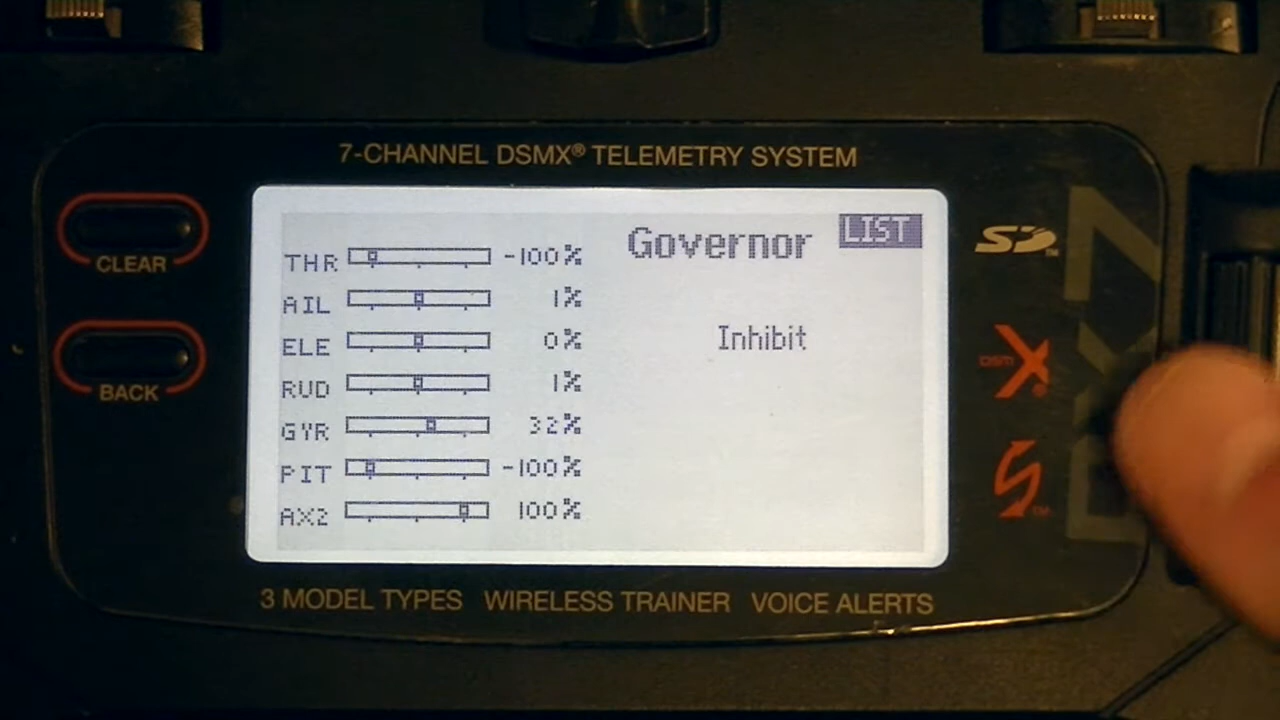 7-CHANNEL DSMX® TELEMETRY SYSTEM
LIST
Governor
THR -100%
AIL 1%
Inhibit
ELE 0%
RUD 1%
GYR 32%
PIT -100%
AX2 100%
CLEAR
BACK
SD
DSM X
3 MODEL TYPES WIRELESS TRAINER VOICE ALERTS